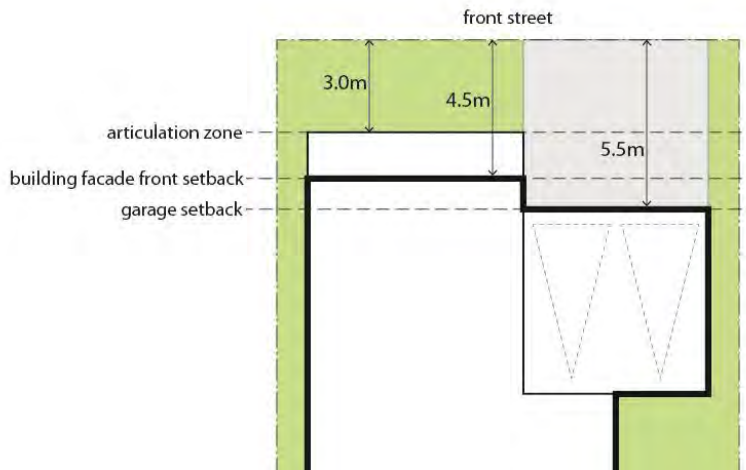 front street
3.0m
4.5m
articulation zone
5.5m
building facade front setback
garage setback